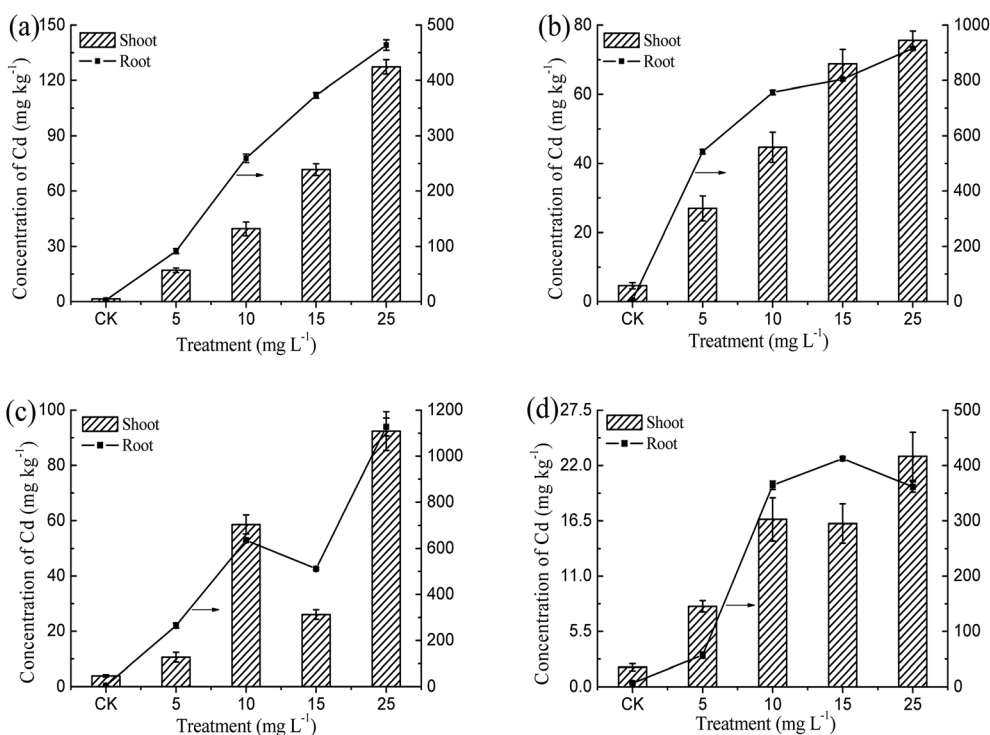 (a)
Concentration of Cd (mg kg⁻¹)
150
120
90
60
30
0
Shoot
Root
500
400
300
200
100
0
CK 5 10 15 25
Treatment (mg L⁻¹)
(b)
Concentration of Cd (mg kg⁻¹)
80
60
40
20
0
Shoot
Root
1000
800
600
400
200
0
CK 5 10 15 25
Treatment (mg L⁻¹)
(c)
Concentration of Cd (mg kg⁻¹)
100
80
60
40
20
0
Shoot
Root
1200
1000
800
600
400
200
0
CK 5 10 15 25
Treatment (mg L⁻¹)
(d)
Concentration of Cd (mg kg⁻¹)
27.5
22.0
16.5
11.0
5.5
0.0
Shoot
Root
500
400
300
200
100
0
CK 5 10 15 25
Treatment (mg L⁻¹)